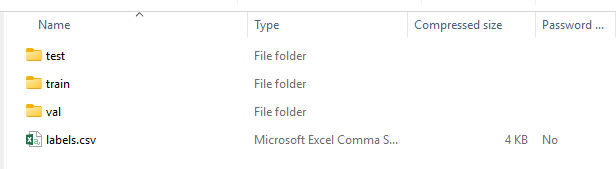 Name Type Compressed size Password ...
test File folder
train File folder
val File folder
labels.csv Microsoft Excel Comma S... 4 KB No